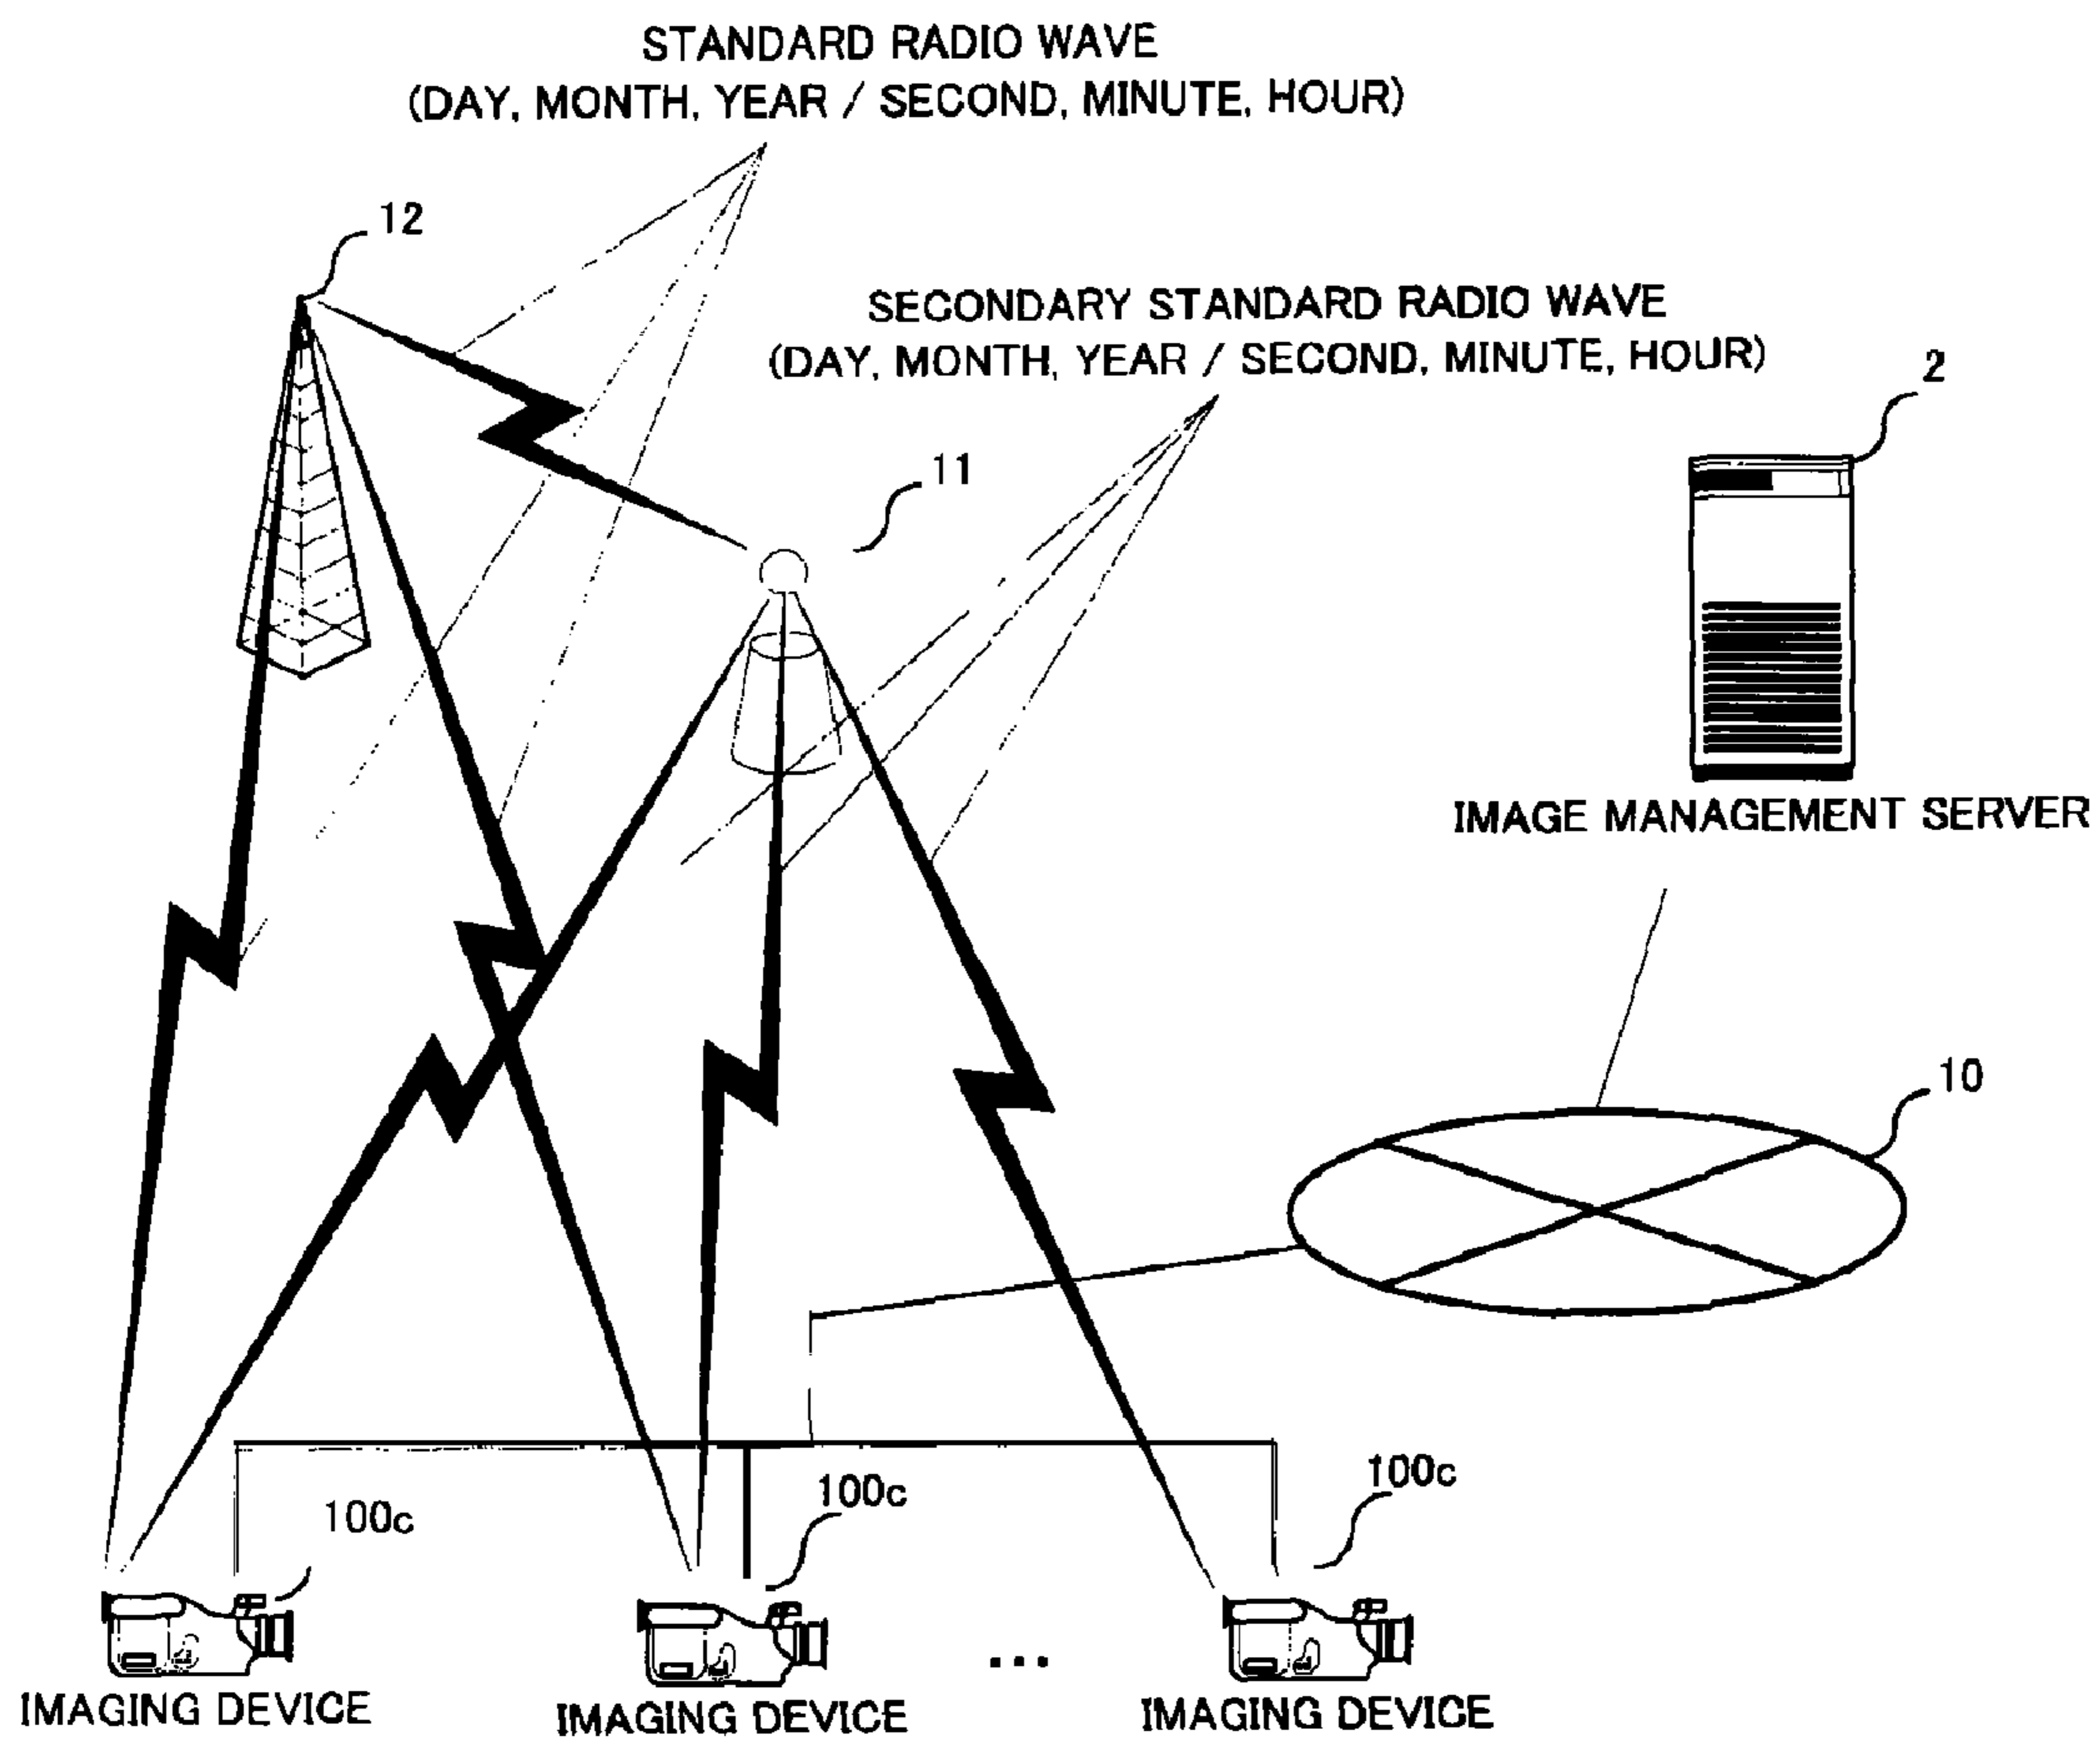 STANDARD RADIO WAVE
(DAY, MONTH, YEAR / SECOND, MINUTE, HOUR)
12
SECONDARY STANDARD RADIO WAVE
(DAY, MONTH, YEAR / SECOND, MINUTE, HOUR)
2
11
IMAGE MANAGEMENT SERVER
10
100c
100c
100c
...
IMAGING DEVICE
IMAGING DEVICE
IMAGING DEVICE